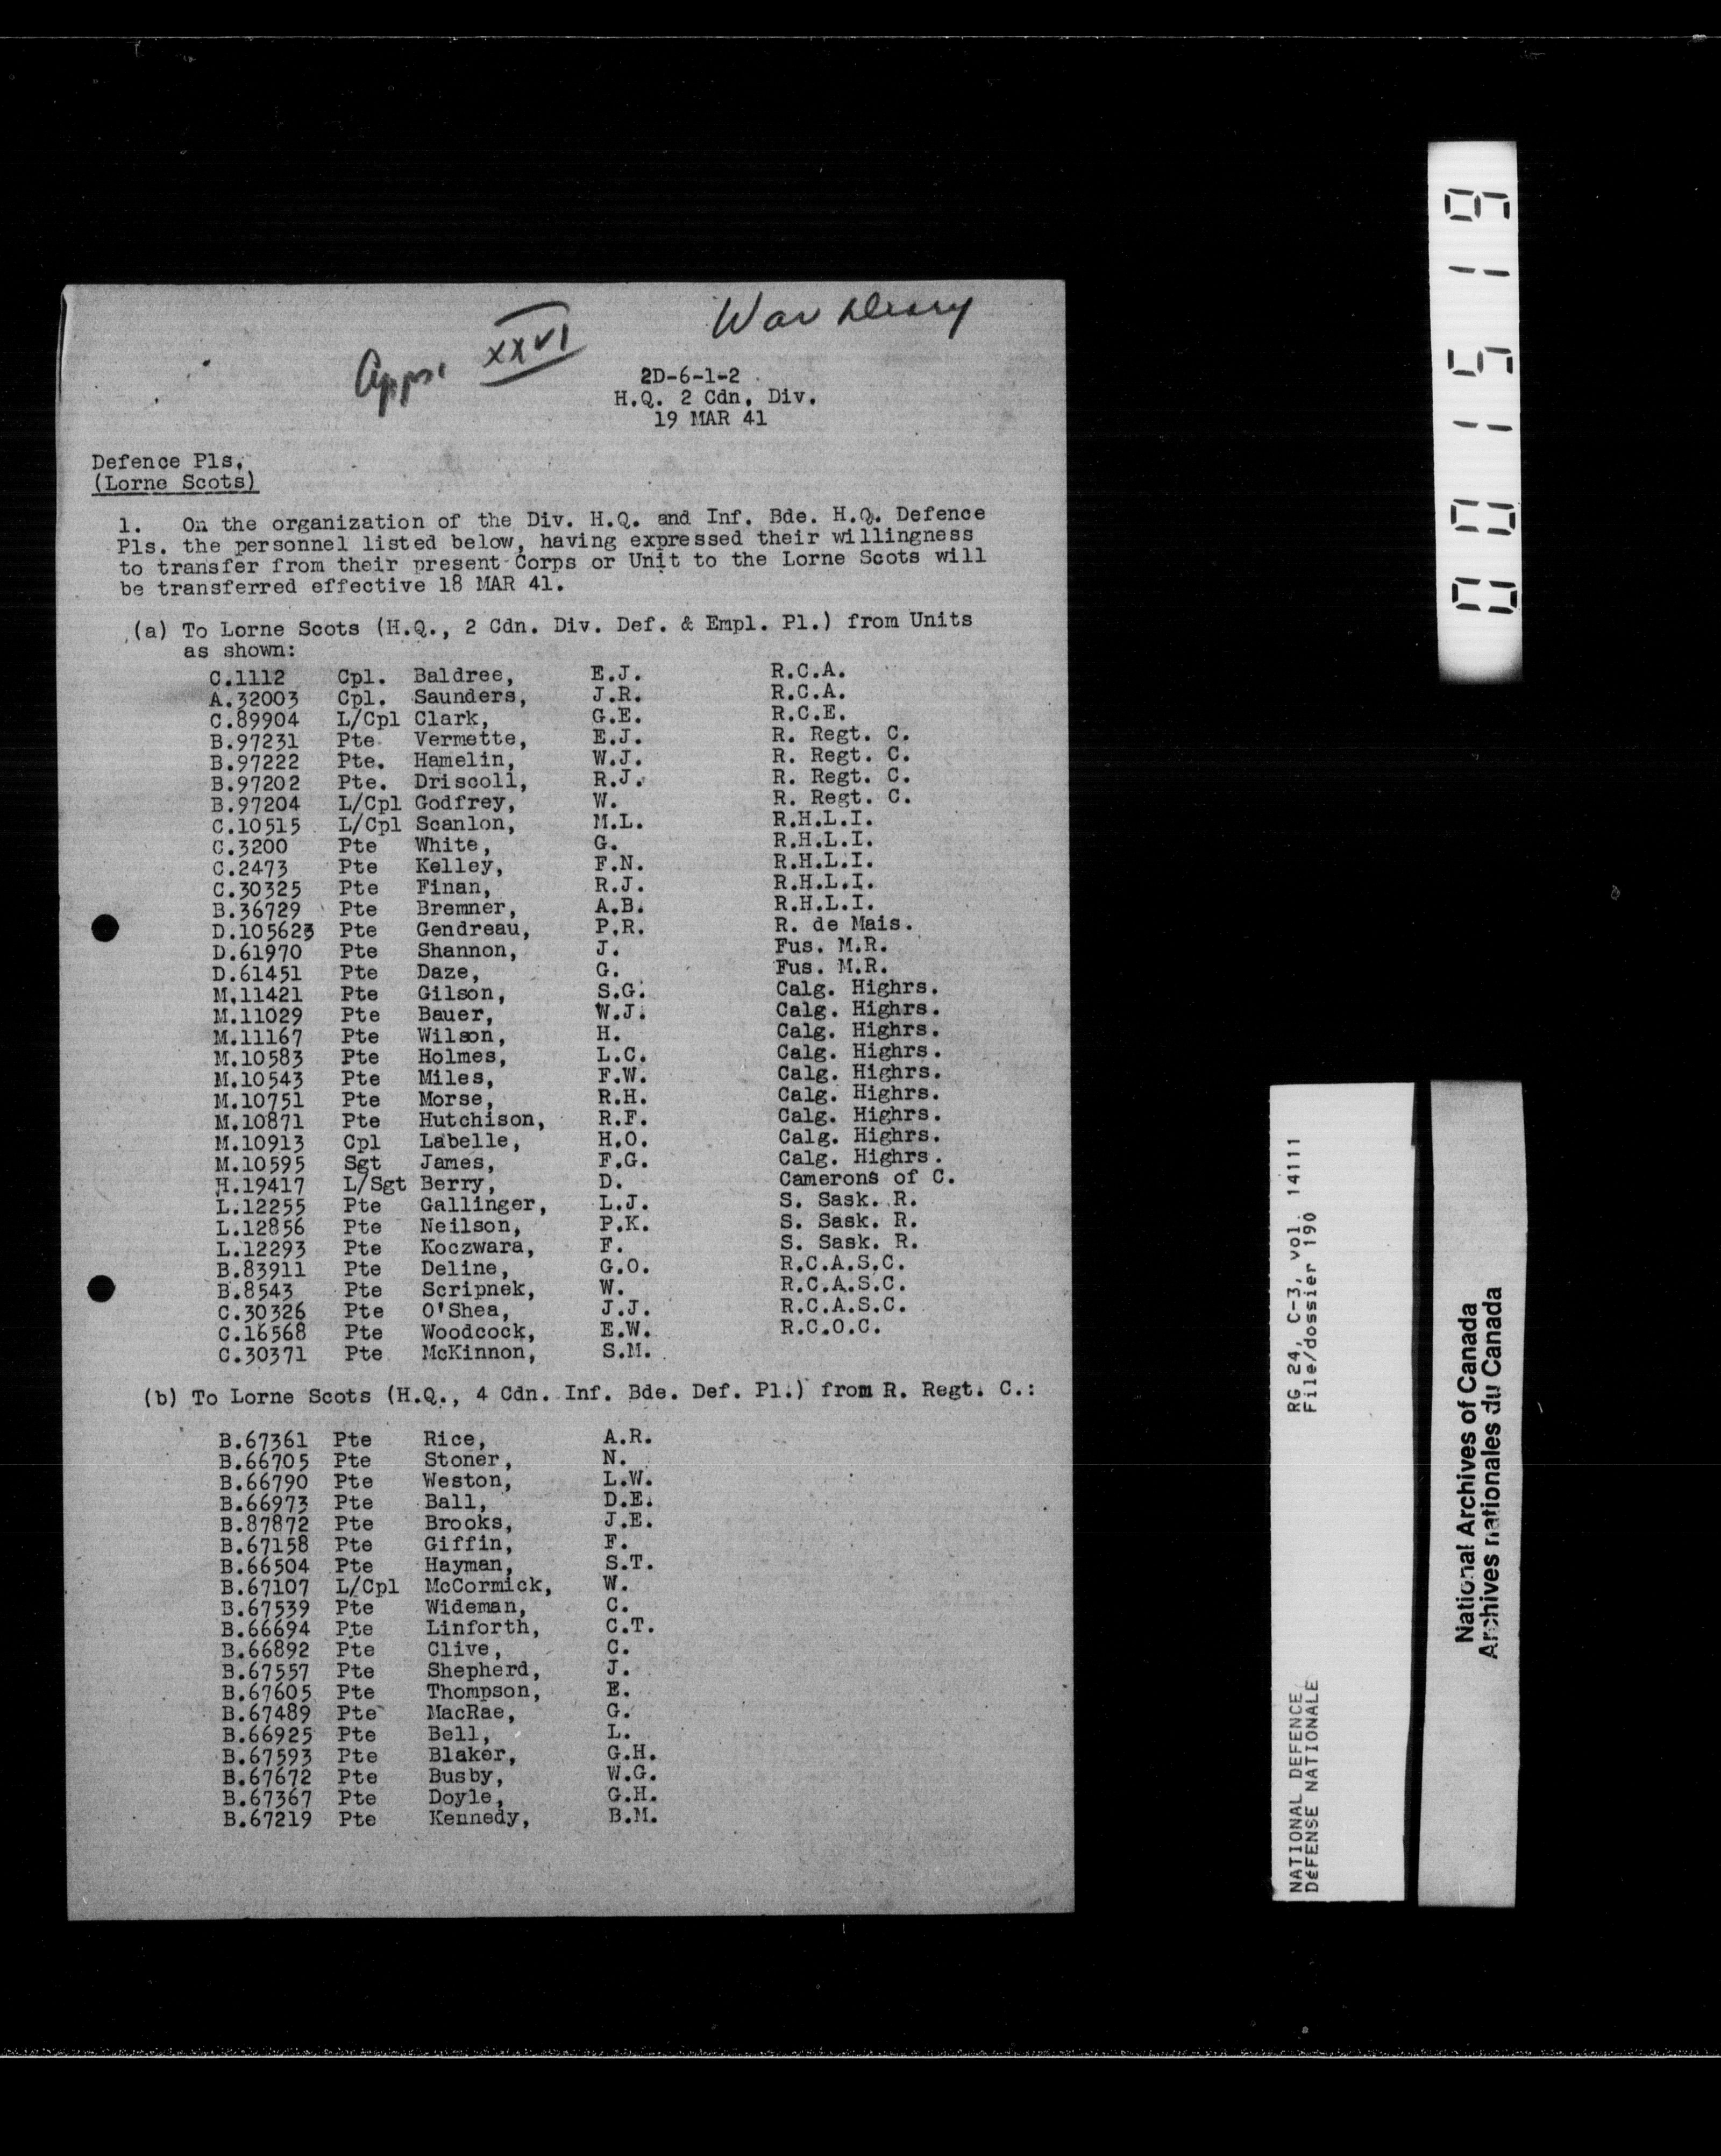 War Diary
Appx. XXVI
2D-6-1-2
H.Q. 2 Cdn. Div.
19 MAR 41
Defence Pls.
(Lorne Scots)
1. On the organization of the Div. H.Q. and Inf. Bde. H.Q. Defence
Pls. the personnel listed below, having expressed their willingness
to transfer from their present Corps or Unit to the Lorne Scots will
be transferred effective 18 MAR 41.
(a) To Lorne Scots (H.Q., 2 Cdn. Div. Def. & Empl. Pl.) from Units
as shown:
C.1112 Cpl. Baldree, E.J. R.C.A.
A.32003 Cpl. Saunders, J.R. R.C.A.
C.89904 L/Cpl Clark, G.E. R.C.E.
B.97231 Pte Vermette, E.J. R. Regt. C.
B.97222 Pte. Hamelin, W.J. R. Regt. C.
B.97202 Pte. Driscoll, R.J. R. Regt. C.
B.97204 L/Cpl Godfrey, W. R. Regt. C.
C.10515 L/Cpl Scanlon, M.L. R.H.L.I.
C.3200 Pte White, G. R.H.L.I.
C.2473 Pte Kelley, F.N. R.H.L.I.
C.30325 Pte Finan, R.J. R.H.L.I.
B.36729 Pte Bremner, A.B. R.H.L.I.
D.105623 Pte Gendreau, P.R. R. de Mais.
D.61970 Pte Shannon, J. Fus. M.R.
D.61451 Pte Daze, G. Fus. M.R.
M.11421 Pte Gilson, S.G. Calg. Highrs.
M.11029 Pte Bauer, W.J. Calg. Highrs.
M.11167 Pte Wilson, H. Calg. Highrs.
M.10583 Pte Holmes, L.C. Calg. Highrs.
M.10543 Pte Miles, F.W. Calg. Highrs.
M.10751 Pte Morse, R.H. Calg. Highrs.
M.10871 Pte Hutchison, R.F. Calg. Highrs.
M.10913 Cpl Labelle, H.O. Calg. Highrs.
M.10595 Sgt James, F.G. Calg. Highrs.
H.19417 L/Sgt Berry, D. Camerons of C.
L.12255 Pte Gallinger, L.J. S. Sask. R.
L.12856 Pte Neilson, P.K. S. Sask. R.
L.12293 Pte Koczwara, F. S. Sask. R.
B.83911 Pte Deline, G.O. R.C.A.S.C.
B.8543 Pte Scripnek, W. R.C.A.S.C.
C.30326 Pte O'Shea, J.J. R.C.A.S.C.
C.16568 Pte Woodcock, E.W. R.C.O.C.
C.30371 Pte McKinnon, S.M.
(b) To Lorne Scots (H.Q., 4 Cdn. Inf. Bde. Def. Pl.) from R. Regt. C.:
B.67361 Pte Rice, A.R.
B.66705 Pte Stoner, N.
B.66790 Pte Weston, L.W.
B.66973 Pte Ball, D.E.
B.87872 Pte Brooks, J.E.
B.67158 Pte Giffin, F.
B.66504 Pte Hayman, S.T.
B.67107 L/Cpl McCormick, W.
B.67539 Pte Wideman, C.
B.66694 Pte Linforth, C.T.
B.66892 Pte Clive, C.
B.67557 Pte Shepherd, J.
B.67605 Pte Thompson, E.
B.67489 Pte MacRae, G.
B.66925 Pte Bell, L.
B.67593 Pte Blaker, G.H.
B.67672 Pte Busby, W.G.
B.67367 Pte Doyle, G.H.
B.67219 Pte Kennedy, B.M.
001519
RG 24, C-3, vol. 14111
File/dossier 190
NATIONAL DEFENCE
DéFENSE NATIONALE
National Archives of Canada
Archives nationales du Canada